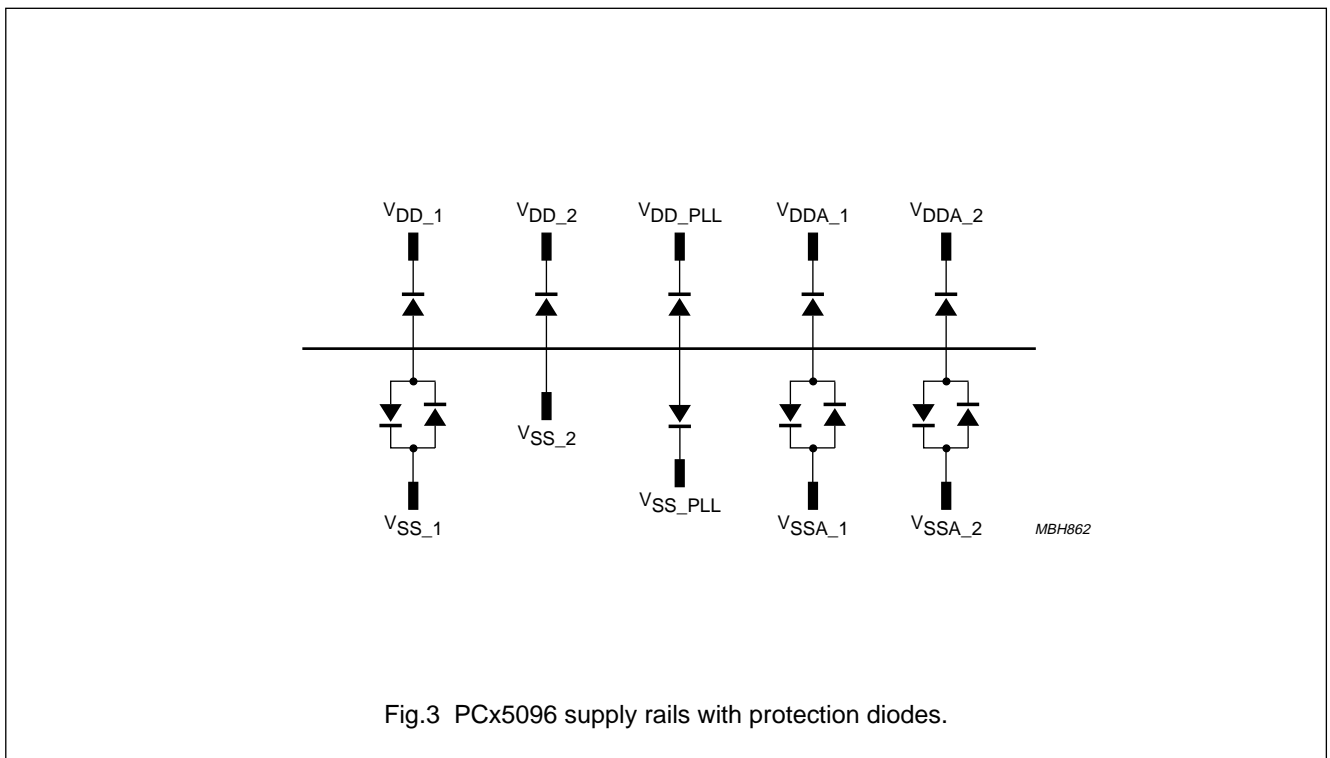 VDD_1 VDD_2 VDD_PLL VDDA_1 VDDA_2
VSS_2
VSS_PLL
VSS_1 VSSA_1 VSSA_2 MBH862
Fig.3 PCx5096 supply rails with protection diodes.